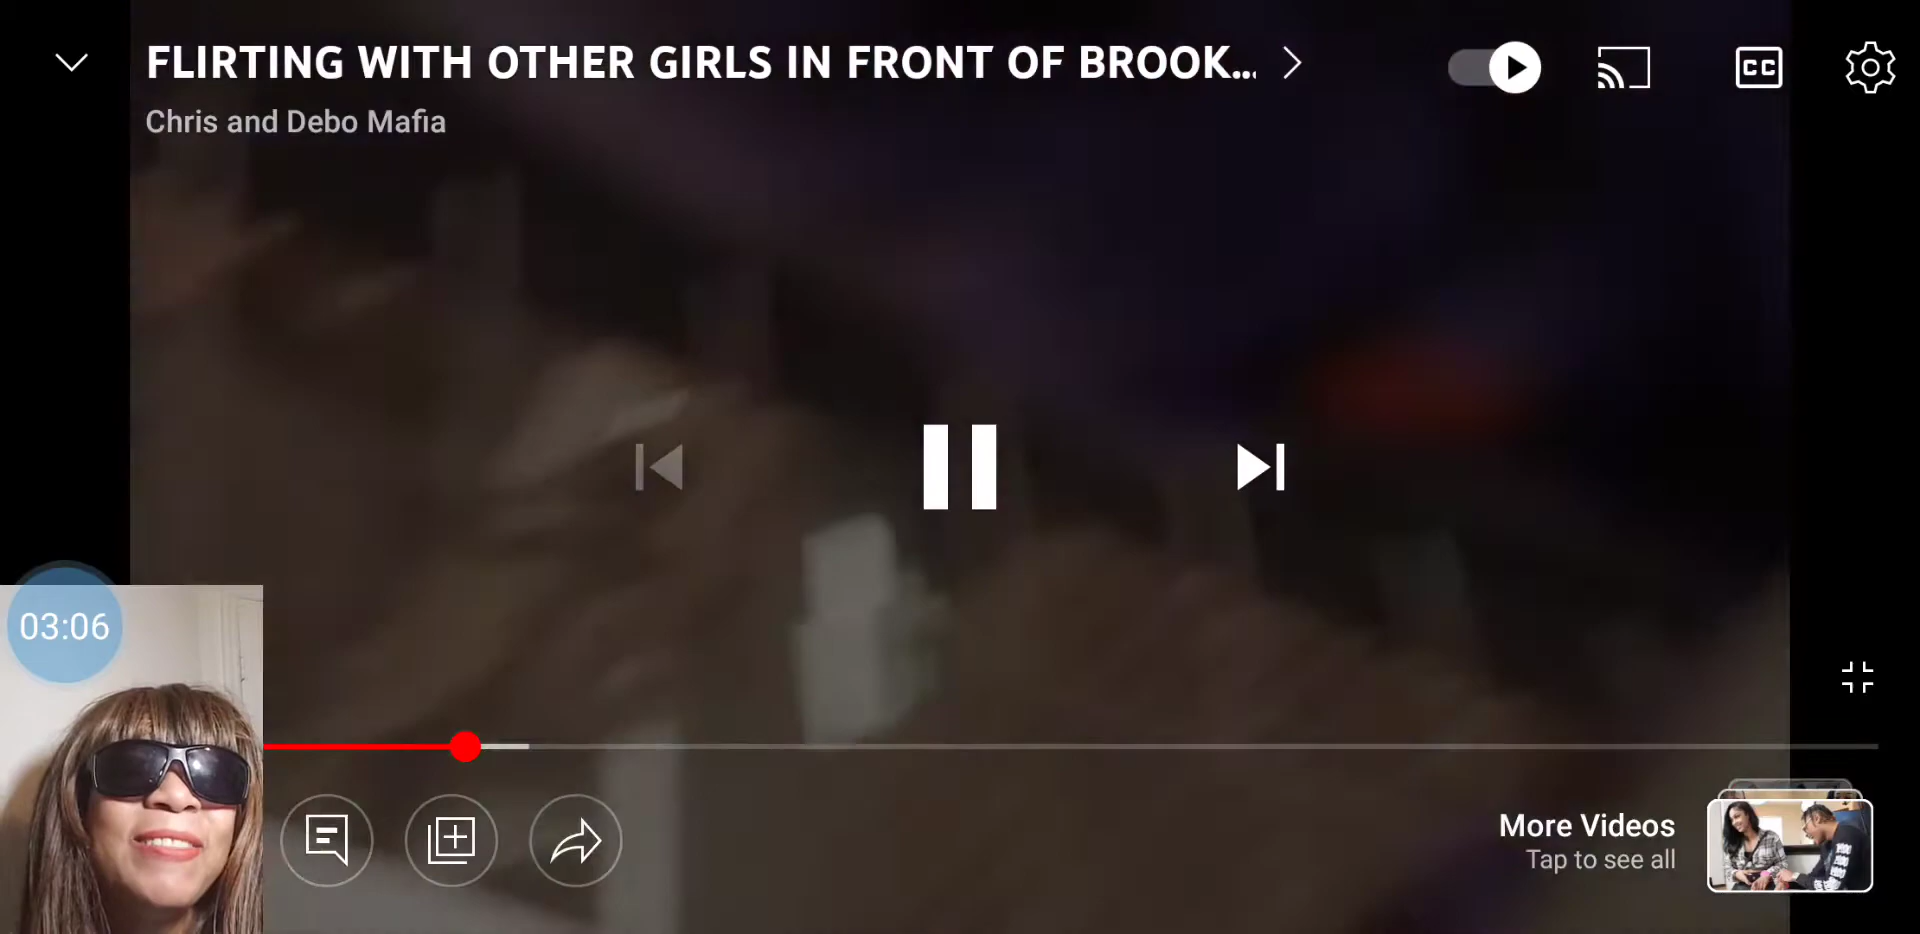 FLIRTING WITH OTHER GIRLS IN FRONT OF BROOK...
Chris and Debo Mafia
CC
03:06
More Videos
Tap to see all